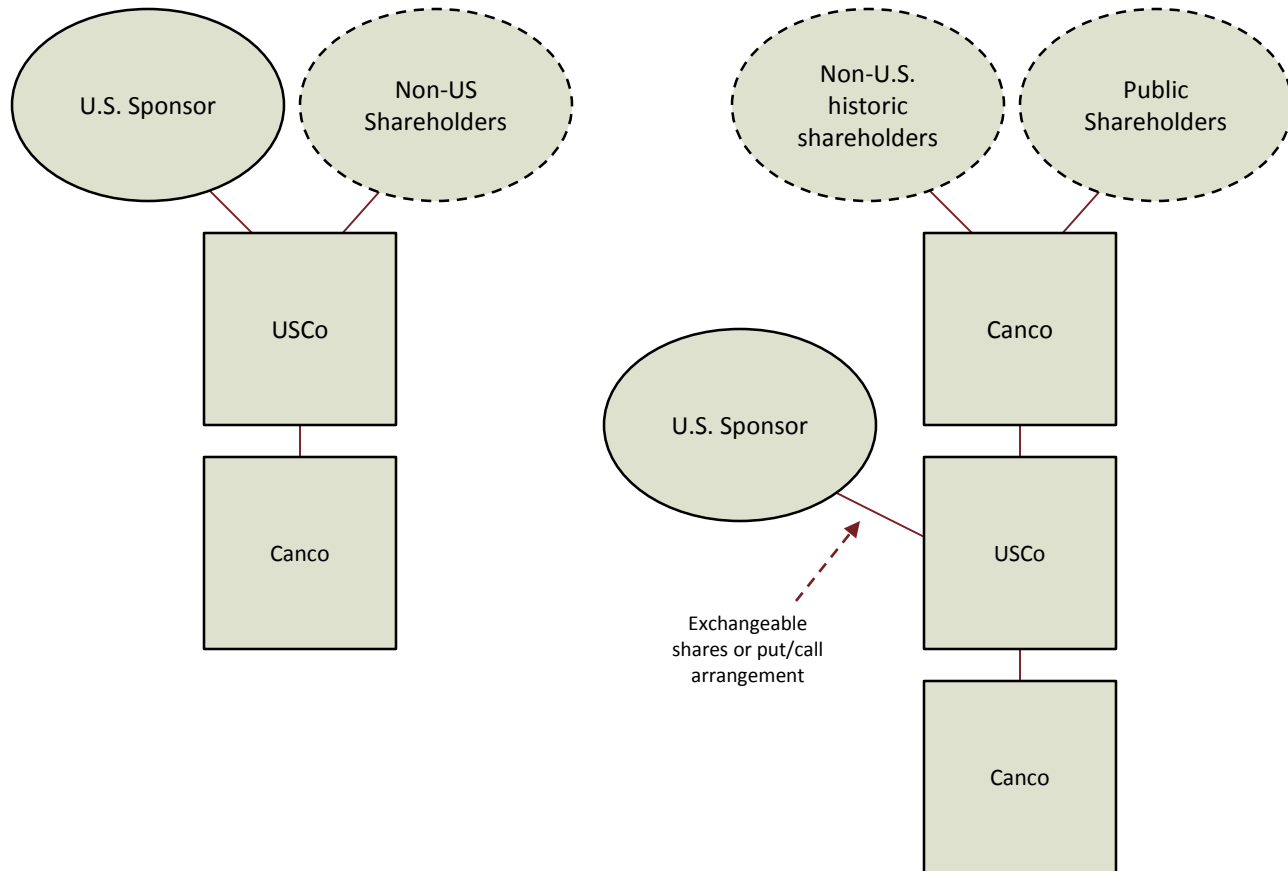 U.S. Sponsor
Non-US
Shareholders
USCo
Canco
Non-U.S.
historic
shareholders
Public
Shareholders
Canco
U.S. Sponsor
USCo
Exchangeable
shares or put/call
arrangement
Canco